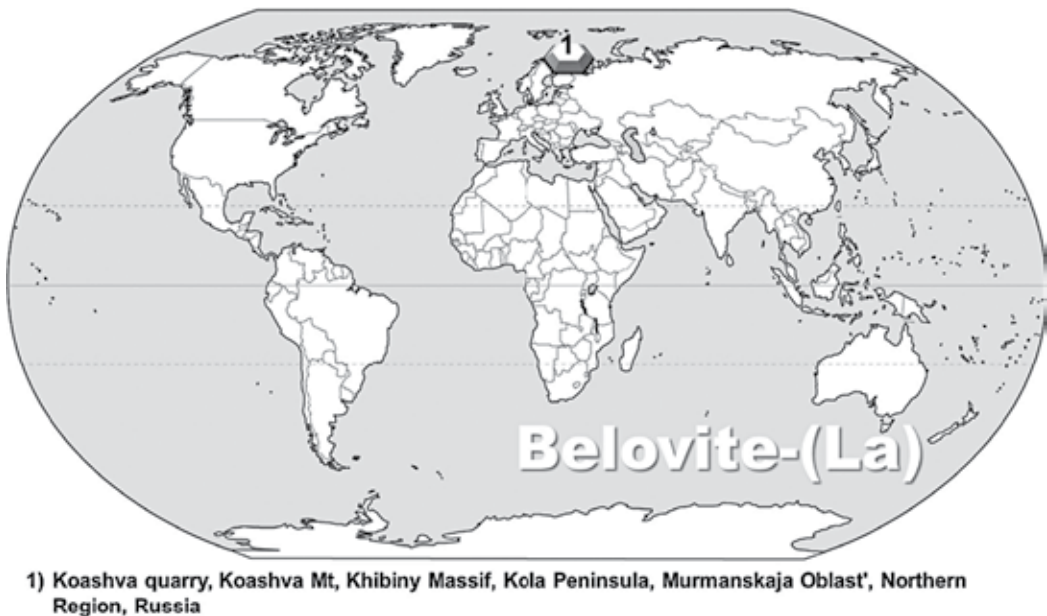 1
Belovite-(La)
1) Koashva quarry, Koashva Mt, Khibiny Massif, Kola Peninsula, Murmanskaja Oblast', Northern
Region, Russia